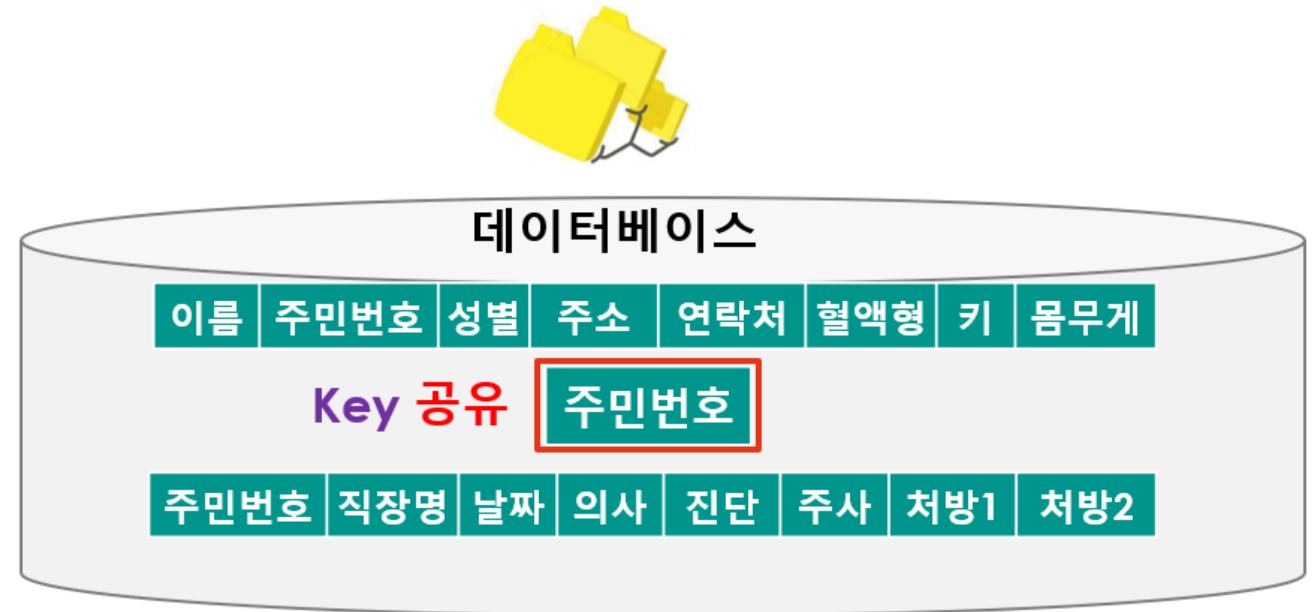 데이터베이스
이름 주민번호 성별 주소 연락처 혈액형 키 몸무게
Key 공유 주민번호
주민번호 직장명 날짜 의사 진단 주사 처방1 처방2